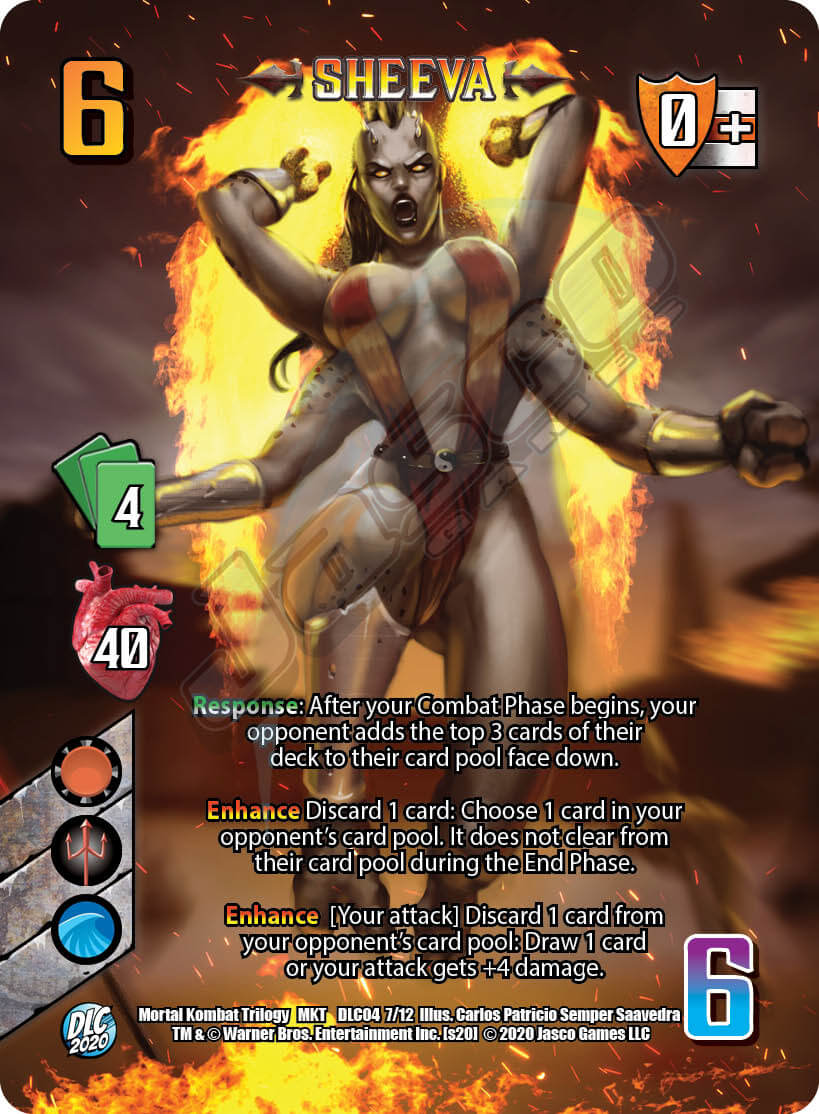 6
SHEEVA
0
+
4
40
Response: After your Combat Phase begins, your
opponent adds the top 3 cards of their
deck to their card pool face down.
Enhance Discard 1 card: Choose 1 card in your
opponent's card pool. It does not clear from
their card pool during the End Phase.
Enhance [Your attack] Discard 1 card from
your opponent's card pool: Draw 1 card
or your attack gets +4 damage.
6
DLC
2020
Mortal Kombat Trilogy MKT DLC04 7/12 Illus. Carlos Patricio Semper Saavedra
TM & © Warner Bros. Entertainment Inc. [s20] © 2020 Jasco Games LLC
JASCO
GAMES